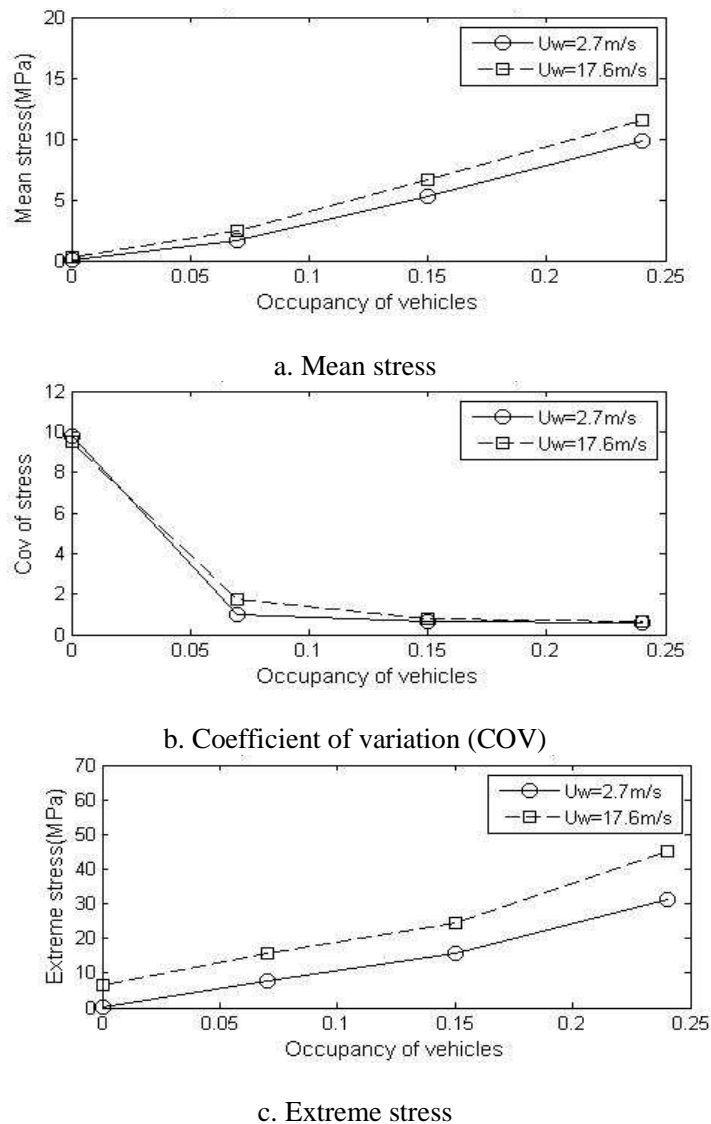 20
15
10
5
0
Mean stress(MPa)
Uw=2.7m/s
Uw=17.6m/s
0 0.05 0.1 0.15 0.2 0.25
Occupancy of vehicles
a. Mean stress
12
10
8
6
4
2
0
Cov of stress
Uw=2.7m/s
Uw=17.6m/s
0 0.05 0.1 0.15 0.2 0.25
Occupancy of vehicles
b. Coefficient of variation (COV)
70
60
50
40
30
20
10
0
Extreme stress(MPa)
Uw=2.7m/s
Uw=17.6m/s
0 0.05 0.1 0.15 0.2 0.25
Occupancy of vehicles
c. Extreme stress